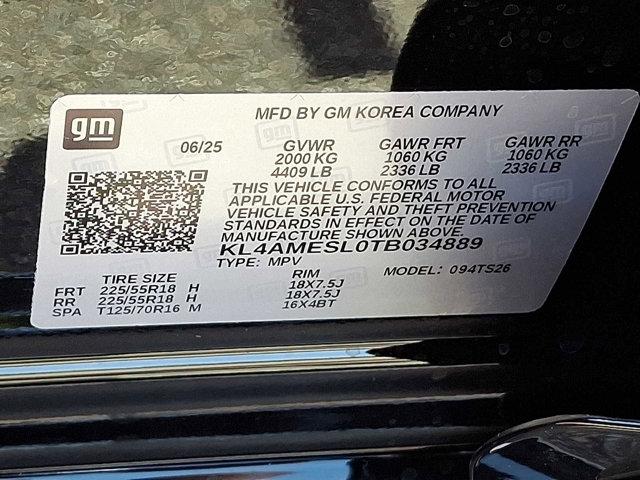 gm
MFD BY GM KOREA COMPANY
06/25 GVWR GAWR FRT GAWR RR
2000 KG 1060 KG 1060 KG
4409 LB 2336 LB 2336 LB
THIS VEHICLE CONFORMS TO ALL
APPLICABLE U.S. FEDERAL MOTOR
VEHICLE SAFETY AND THEFT PREVENTION
STANDARDS IN EFFECT ON THE DATE OF
MANUFACTURE SHOWN ABOVE.
KL4AMESL0TB034889
TYPE: MPV MODEL: 094TS26
TIRE SIZE RIM
FRT 225/55R18 H 18X7.5J
RR 225/55R18 H 18X7.5J
SPA T125/70R16 M 16X4BT